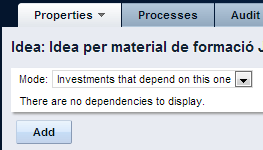 Properties Processes Audit
Idea: Idea per material de formació J
Mode: Investments that depend on this one
There are no dependencies to display.
Add